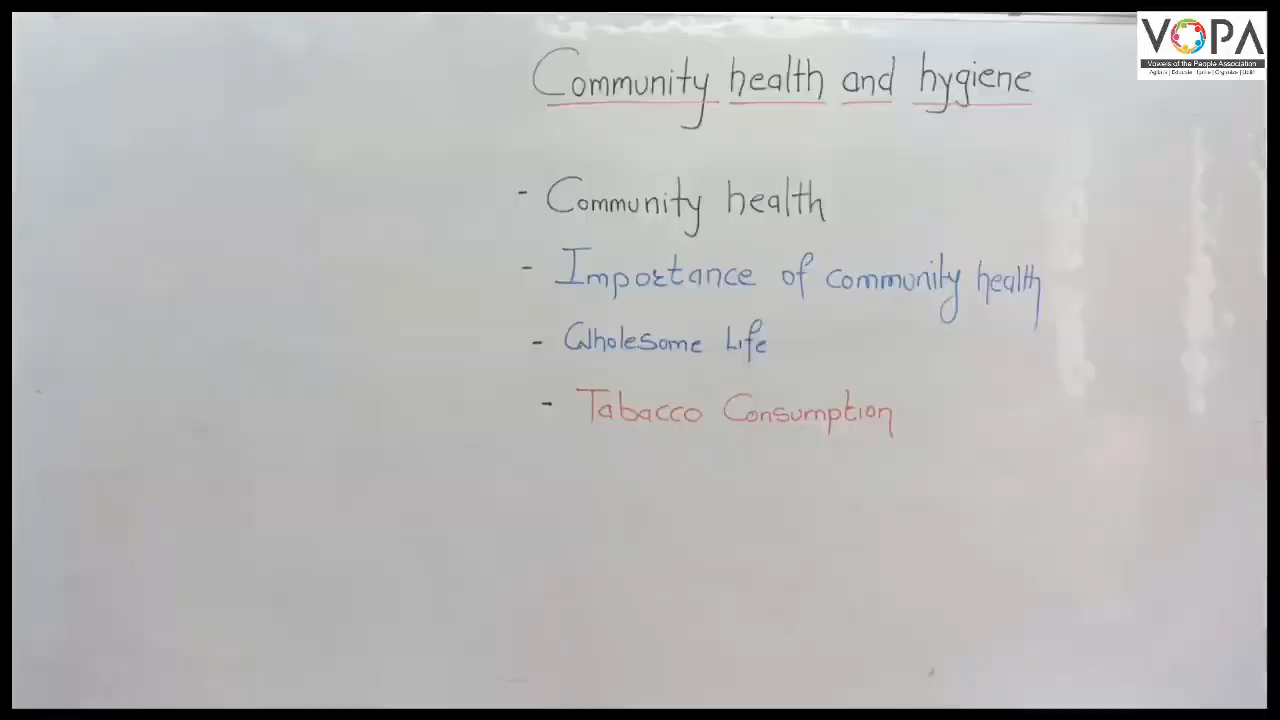 VOPA
Vowels of the People Association
Community health and hygiene
- Community health
- Importance of community health
- Wholesome Life
- Tabacco Consumption